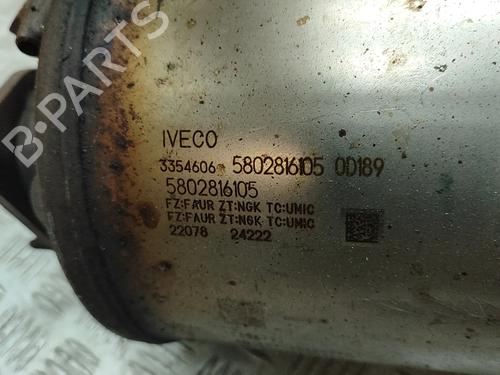 IVECO
3354606 5802816105 0D189
5802816105
FZ:FAUR ZT:NGK TC:UMIC
FZ:FAUR ZT:NGK TC:UMIC
22078 24222
B-PARTS